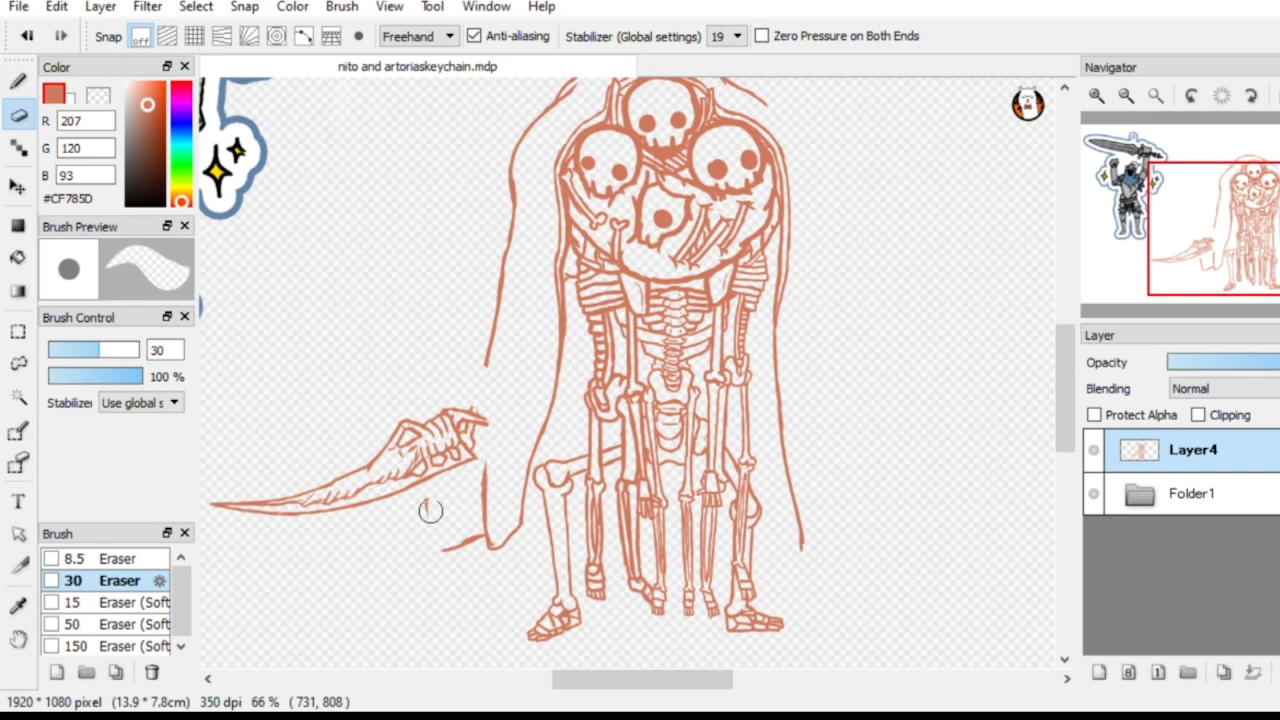 File Edit Layer Filter Select Snap Color Brush View Tool Window Help
Snap off Freehand Anti-aliasing Stabilizer (Global settings) 19 Zero Pressure on Both Ends
Color
nito and artoriaskeychain.mdp
Navigator
R 207
G 120
B 93
#CF785D
Brush Preview
Brush Control
30
100 %
Stabilizer Use global s
Layer
Opacity
Blending Normal
Protect Alpha Clipping
Layer4
Folder1
Brush
8.5 Eraser
30 Eraser
15 Eraser (Soft
50 Eraser (Soft
150 Eraser (Soft
T
8 1
1920 * 1080 pixel (13.9 * 7.8cm) 350 dpi 66 % ( 731, 808 )